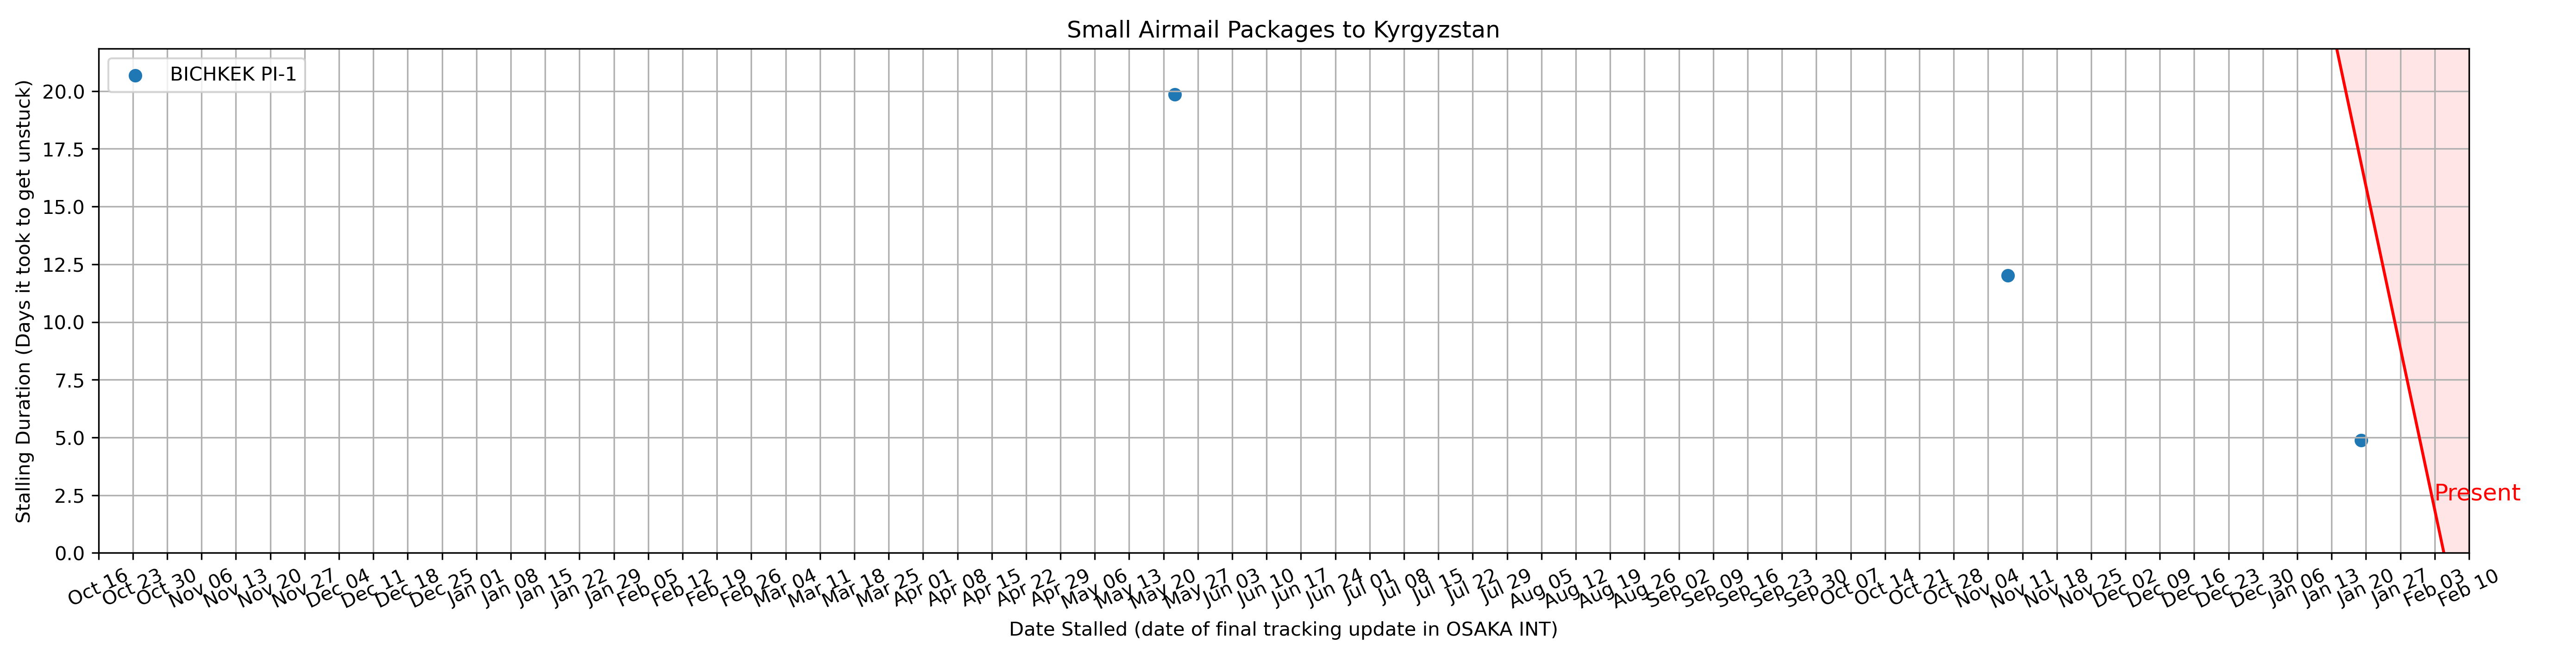 Small Airmail Packages to Kyrgyzstan
BICHKEK PI-1
Stalling Duration (Days it took to get unstuck)
20.0
17.5
15.0
12.5
10.0
7.5
5.0
2.5
0.0
Present
Oct 16 Oct 23 Oct 30 Nov 06 Nov 13 Nov 20 Nov 27 Dec 04 Dec 11 Dec 18 Dec 25 Jan 01 Jan 08 Jan 15 Jan 22 Jan 29 Feb 05 Feb 12 Feb 19 Feb 26 Mar 04 Mar 11 Mar 18 Mar 25 Apr 01 Apr 08 Apr 15 Apr 22 Apr 29 May 06 May 13 May 20 May 27 Jun 03 Jun 10 Jun 17 Jun 24 Jul 01 Jul 08 Jul 15 Jul 22 Jul 29 Aug 05 Aug 12 Aug 19 Aug 26 Sep 02 Sep 09 Sep 16 Sep 23 Sep 30 Oct 07 Oct 14 Oct 21 Oct 28 Nov 04 Nov 11 Nov 18 Nov 25 Dec 02 Dec 09 Dec 16 Dec 23 Dec 30 Jan 06 Jan 13 Jan 20 Jan 27 Feb 03 Feb 10
Date Stalled (date of final tracking update in OSAKA INT)